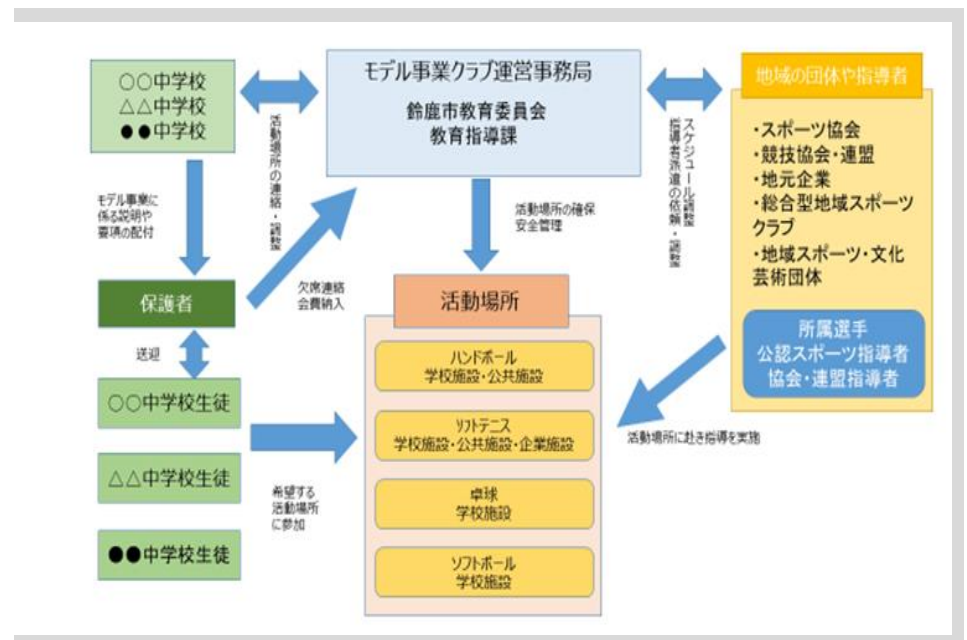 ○○中学校
△△中学校
●●中学校
モデル事業クラブ運営事務局
鈴鹿市教育委員会
教育指導課
地域の団体や指導者
・スポーツ協会
・競技協会・連盟
・地元企業
・総合型地域スポーツ
クラブ
・地域スポーツ・文化
芸術団体
所属選手
公認スポーツ指導者
協会・連盟指導者
活動場所の連絡・調整
スケジュール調整
指導者派遣の依頼・調整
モデル事業に
係る説明や
要項の配付
活動場所の確保
安全管理
欠席連絡
会費納入
保護者
送迎
○○中学校生徒
△△中学校生徒
●●中学校生徒
希望する
活動場所
に参加
活動場所
ハンドボール
学校施設・公共施設
ソフトテニス
学校施設・公共施設・企業施設
卓球
学校施設
ソフトボール
学校施設
活動場所に赴き指導を実施